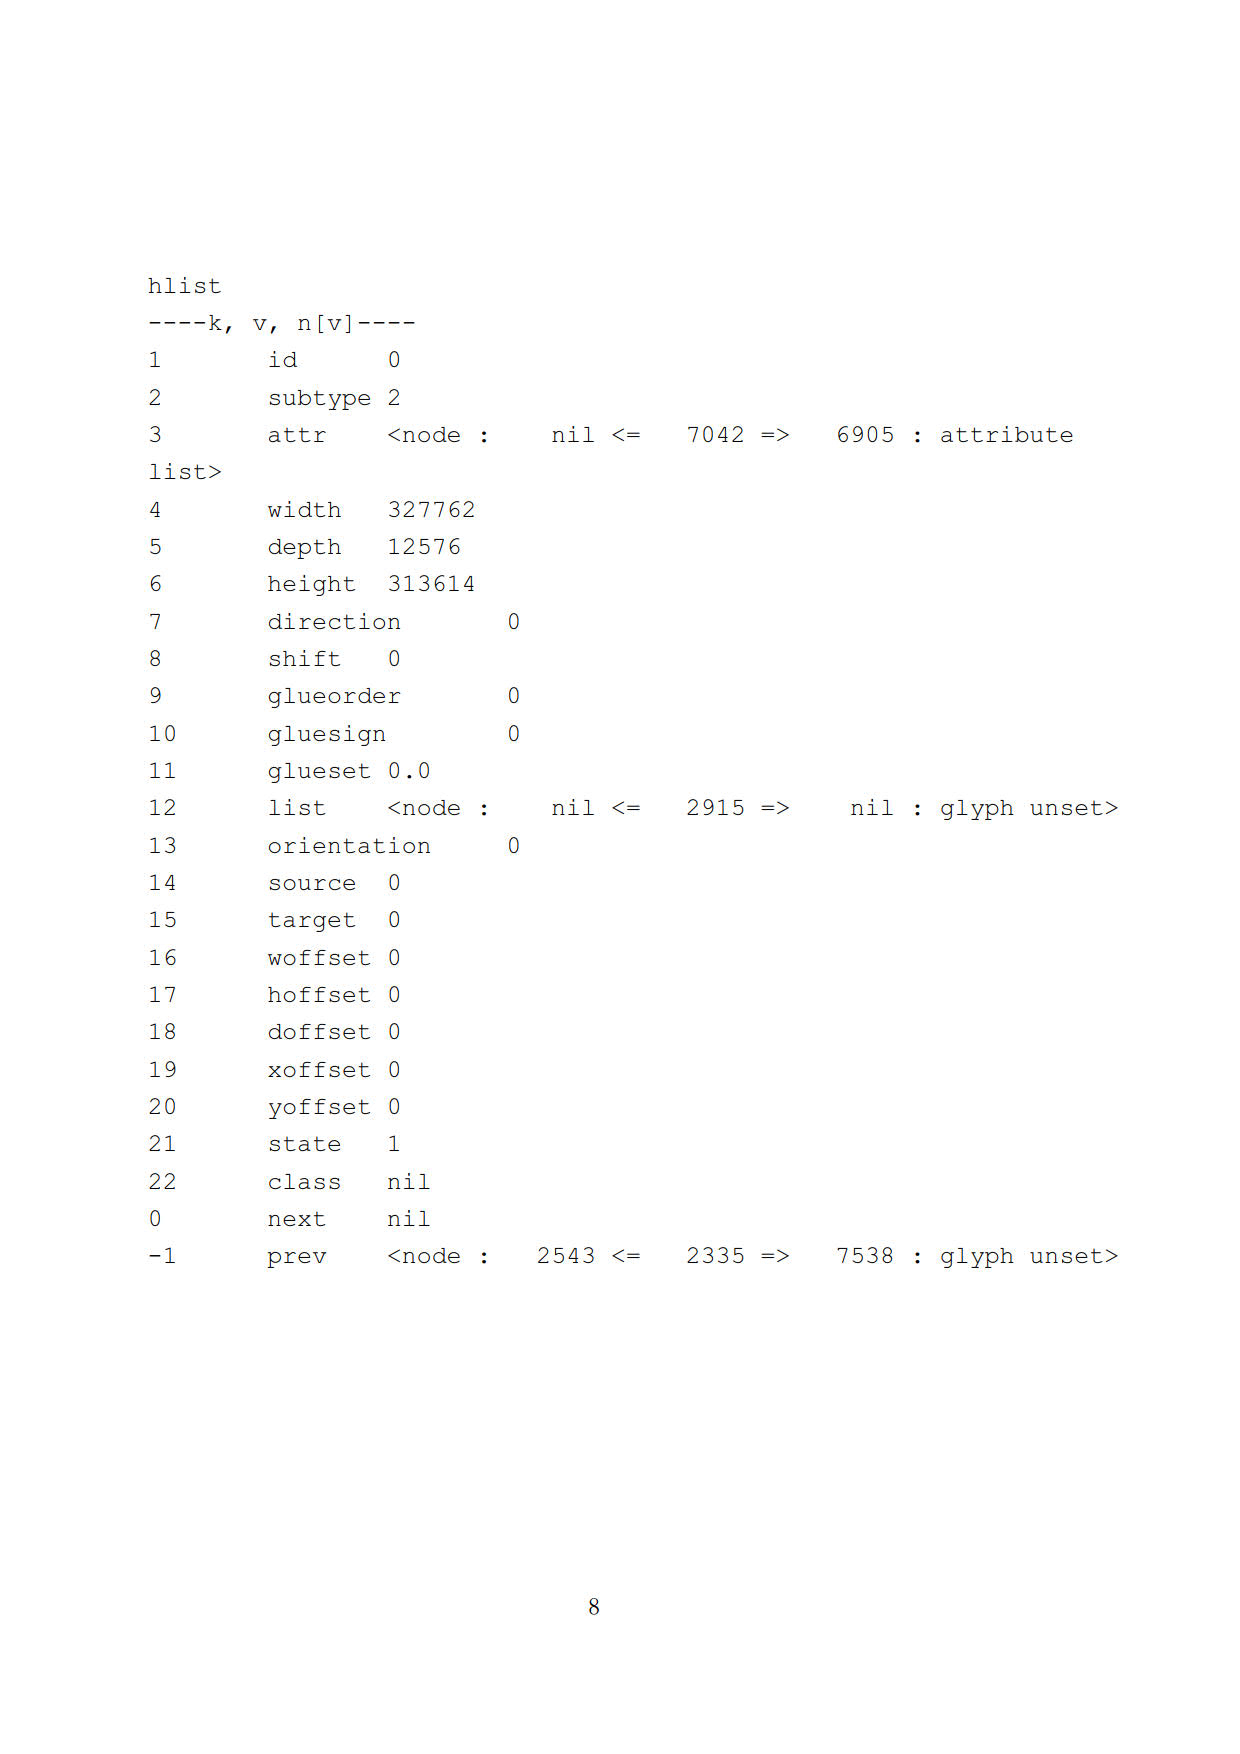 hlist
----k, v, n[v]----
1 id 0
2 subtype 2
3 attr <node : nil <= 7042 => 6905 : attribute
list>
4 width 327762
5 depth 12576
6 height 313614
7 direction 0
8 shift 0
9 glueorder 0
10 gluesign 0
11 glueset 0.0
12 list <node : nil <= 2915 => nil : glyph unset>
13 orientation 0
14 source 0
15 target 0
16 woffset 0
17 hoffset 0
18 doffset 0
19 xoffset 0
20 yoffset 0
21 state 1
22 class nil
0 next nil
-1 prev <node : 2543 <= 2335 => 7538 : glyph unset>
8